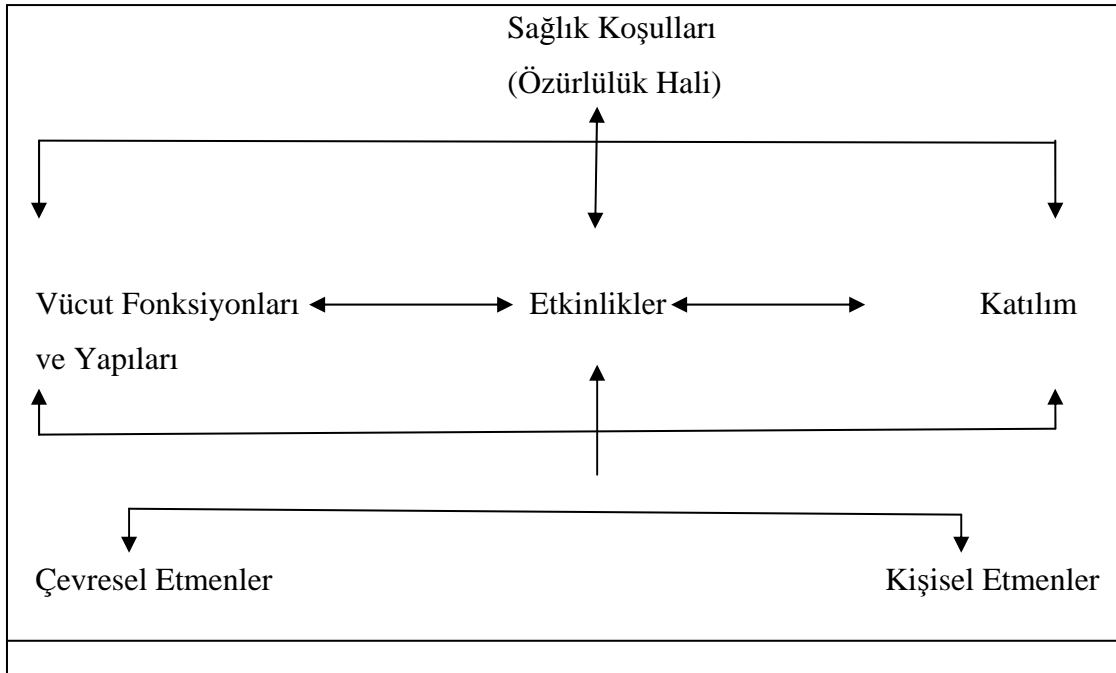 Sağlık Koşulları
(Özürlülük Hali)
Vücut Fonksiyonları Etkinlikler Katılım
ve Yapıları
Çevresel Etmenler Kişisel Etmenler